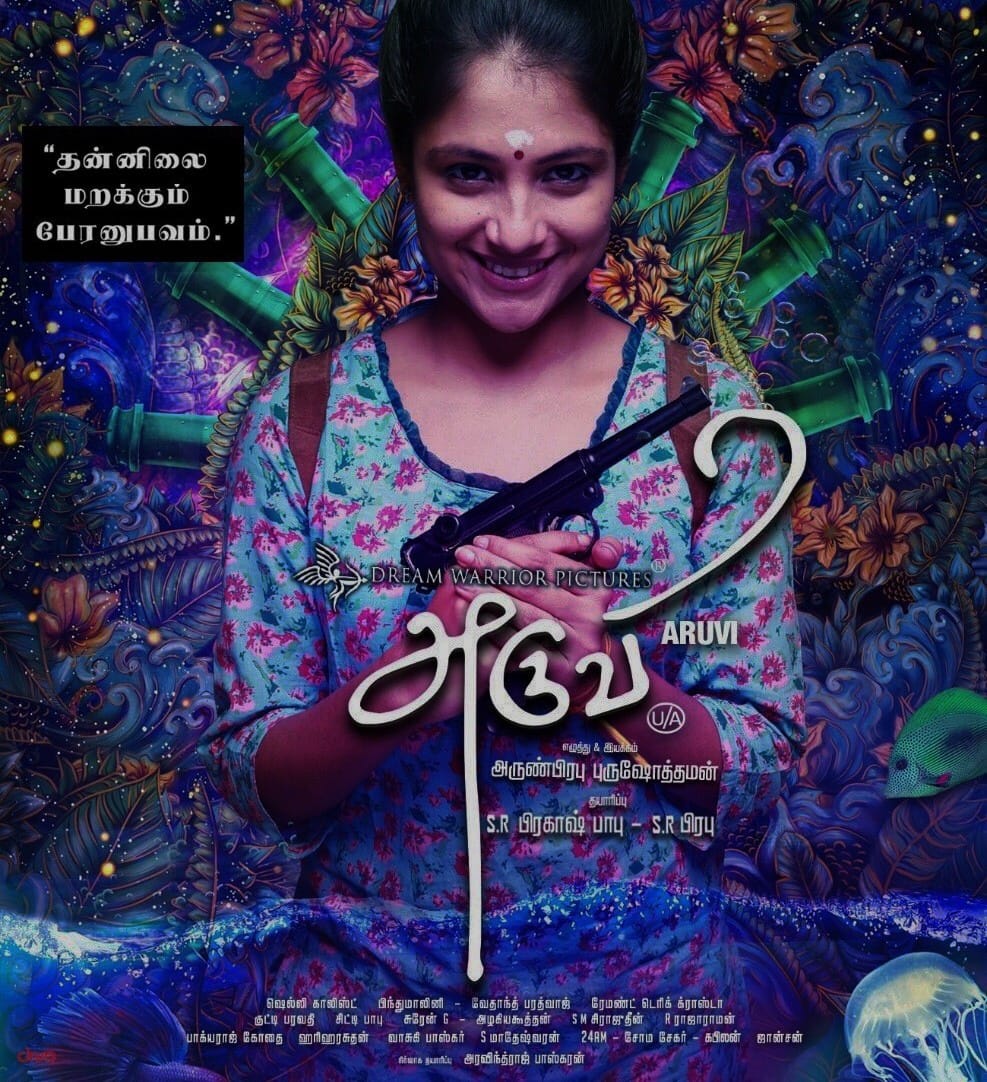 “தன்னிலை
மறக்கும்
பேரனுபவம்.”
DREAM WARRIOR PICTURES®
அருவி
ARUVI
U/A
எழுத்து & இயக்கம்
அருண்பிரபு புருஷோத்தமன்
தயாரிப்பு
S.R பிரகாஷ் பாபு - S.R பிரபு
ஷெல்லி காலிஸ்ட் பிந்துமாலினி - வேதாந்த் பரத்வாஜ் ரேமண்ட் டெரிக் க்ராஸ்டா
குட்டி பரவதி சிட்டி பாபு சுரேன் G - அழகியகூத்தன் S M சிராஜுதீன் R ராஜாராமன்
பாக்யராஜ் கோதை ஹரிஹரசுதன் வாசுகி பாஸ்கர் S மாதேஷ்வரன் 24AM - சோம சேகர் - கபிலன் ஜான்சன்
நிர்வாக தயாரிப்பு அரவிந்த்ராஜ் பாஸ்கரன்